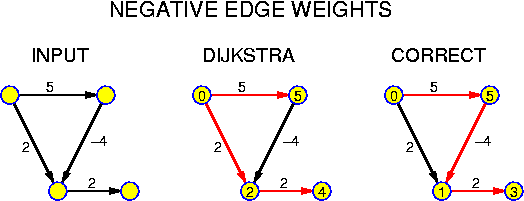 NEGATIVE EDGE WEIGHTS
INPUT DIJKSTRA CORRECT
5 5 5
0 5 0 5
2 –4 2 –4 2 –4
2 2 2
2 4 1 3